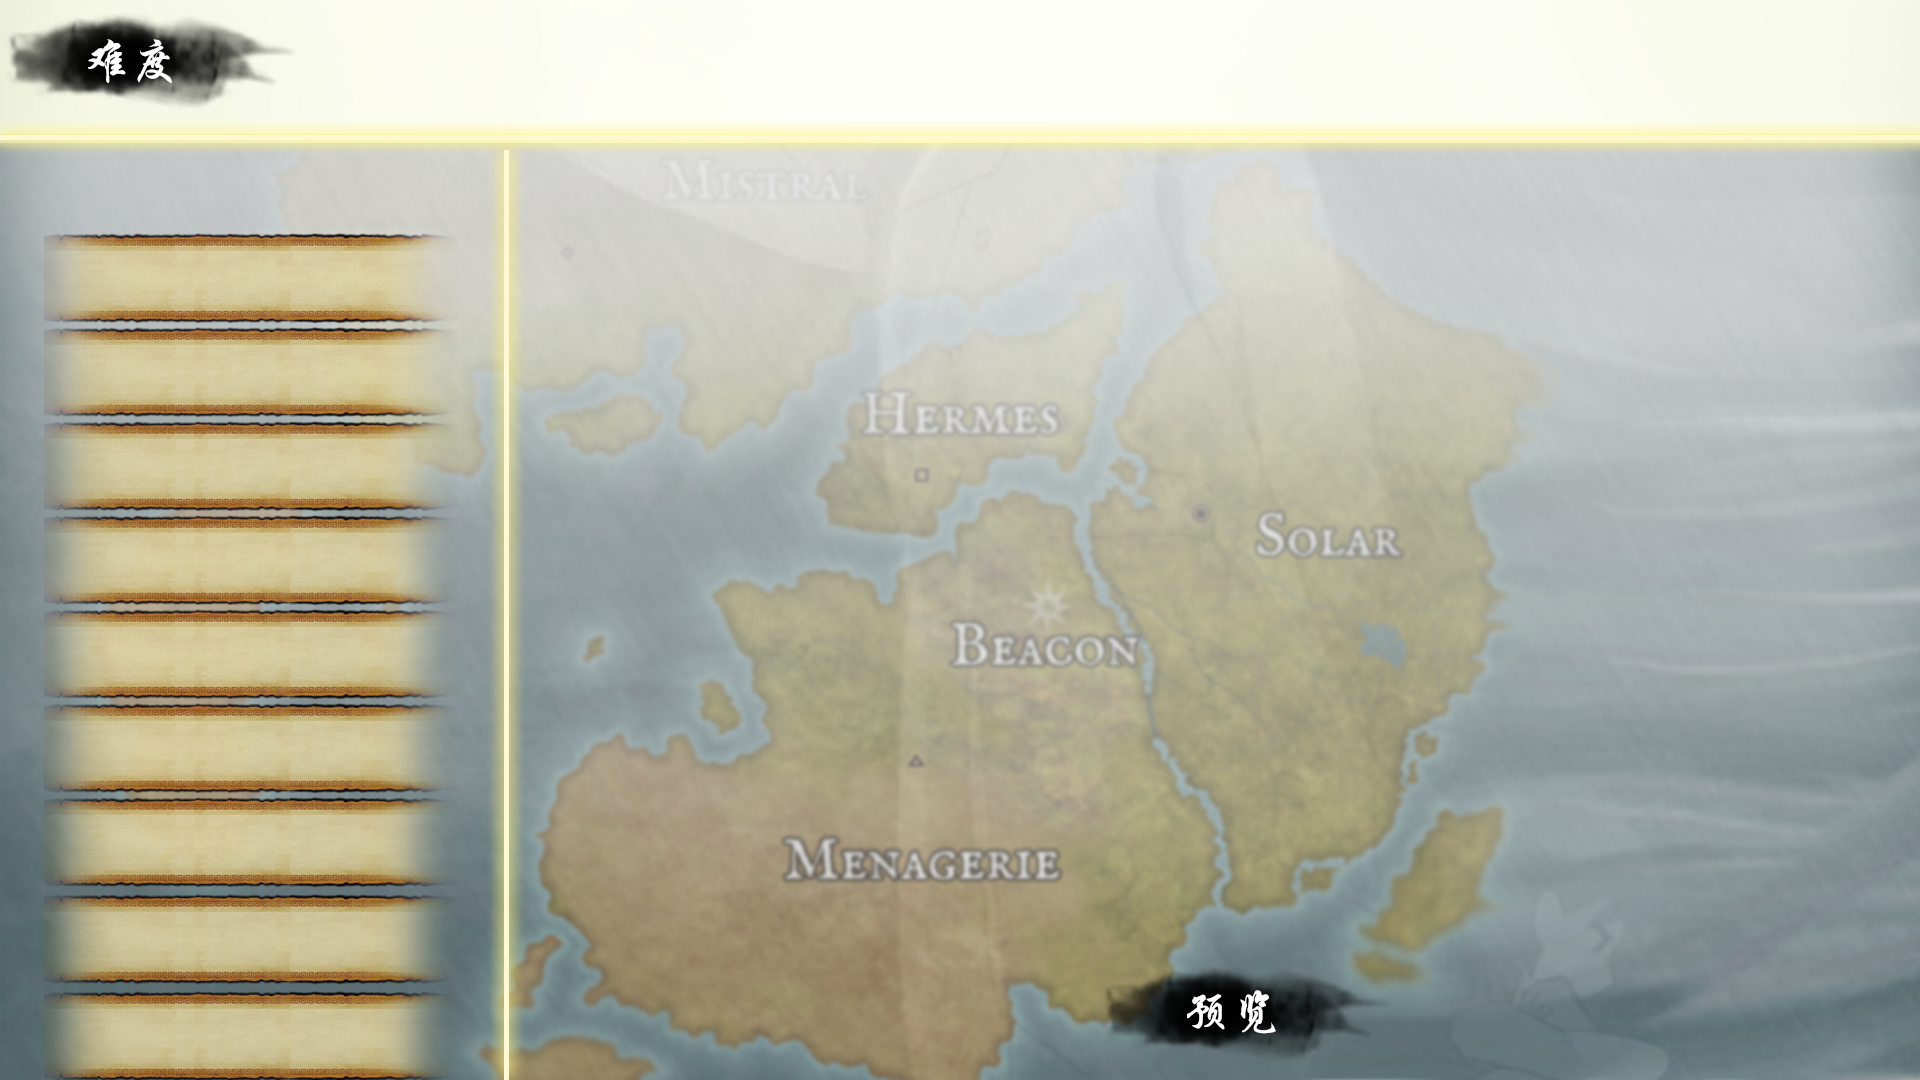 难度
MISTRAL
HERMES
SOLAR
BEACON
MENAGERIE
预览